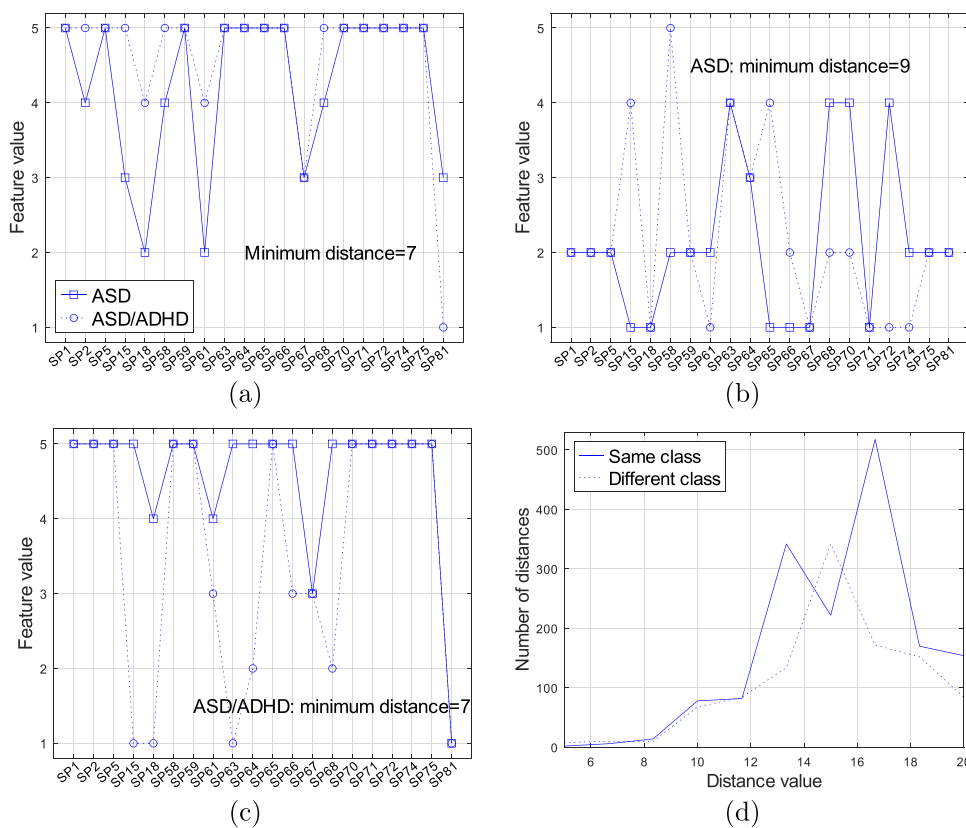 5
4
3
2
1
Feature value
Minimum distance=7
ASD
ASD/ADHD
SP1 SP2 SP5 SP15 SP18 SP58 SP59 SP61 SP63 SP64 SP65 SP66 SP67 SP68 SP70 SP71 SP72 SP74 SP75 SP81
(a)
5
4
3
2
1
Feature value
ASD: minimum distance=9
SP1 SP2 SP5 SP15 SP18 SP58 SP59 SP61 SP63 SP64 SP65 SP66 SP67 SP68 SP70 SP71 SP72 SP74 SP75 SP81
(b)
5
4
3
2
1
Feature value
ASD/ADHD: minimum distance=7
SP1 SP2 SP5 SP15 SP18 SP58 SP59 SP61 SP63 SP64 SP65 SP66 SP67 SP68 SP70 SP71 SP72 SP74 SP75 SP81
(c)
Same class
Different class
500
400
300
200
100
0
Number of distances
6 8 10 12 14 16 18 20
Distance value
(d)